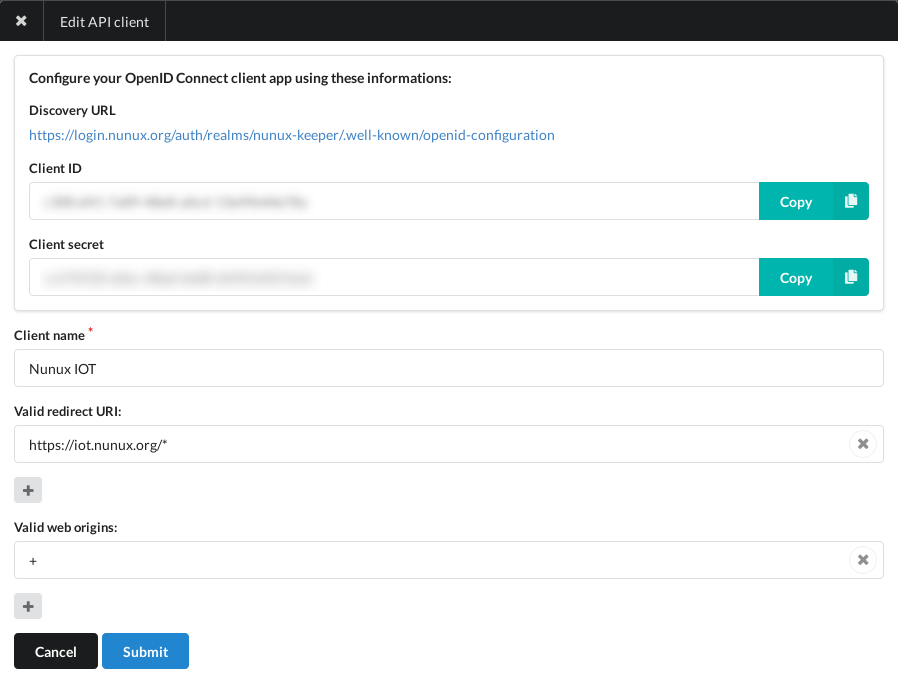 Edit API client
Configure your OpenID Connect client app using these informations:
Discovery URL
https://login.nunux.org/auth/realms/nunux-keeper/.well-known/openid-configuration
Client ID
Copy
Client secret
Copy
Client name *
Nunux IOT
Valid redirect URI:
https://iot.nunux.org/*
Valid web origins:
+
Cancel Submit